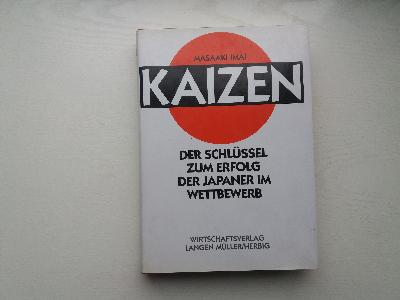 MASAAKI IMAI
KAIZEN
DER SCHLÜSSEL
ZUM ERFOLG
DER JAPANER IM
WETTBEWERB
WIRTSCHAFTSVERLAG
LANGEN MÜLLER/HERBIG